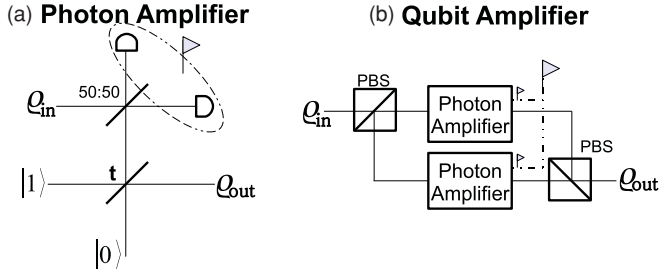 (a) Photon Amplifier
50:50
ϱin
t
|1⟩
ϱout
|0⟩
(b) Qubit Amplifier
PBS
ϱin
Photon
Amplifier
Photon
Amplifier
PBS
ϱout